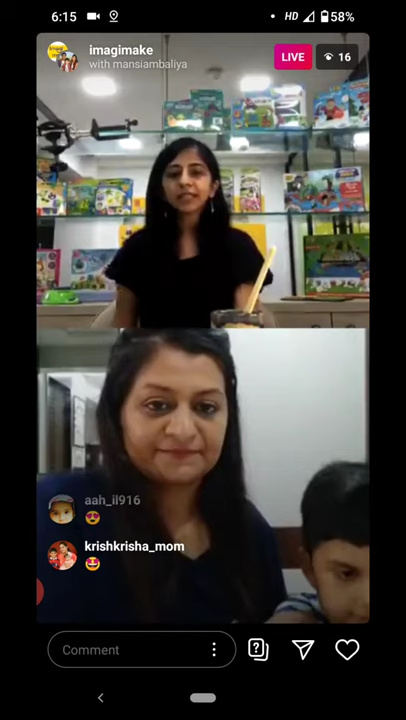 6:15
HD
58%
imagimake
with mansiambaliya
LIVE
16
aah_il916
krishkrisha_mom
Comment